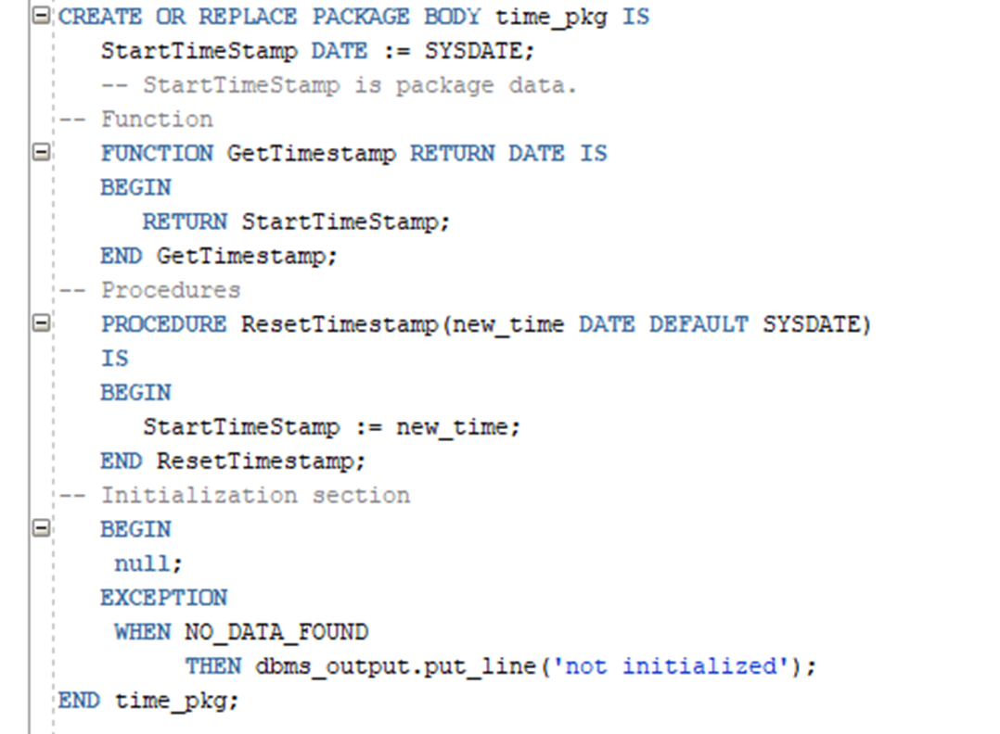 CREATE OR REPLACE PACKAGE BODY time_pkg IS
   StartTimeStamp DATE := SYSDATE;
   -- StartTimeStamp is package data.
-- Function
   FUNCTION GetTimestamp RETURN DATE IS
   BEGIN
      RETURN StartTimeStamp;
   END GetTimestamp;
-- Procedures
   PROCEDURE ResetTimestamp(new_time DATE DEFAULT SYSDATE)
   IS
   BEGIN
      StartTimeStamp := new_time;
   END ResetTimestamp;
-- Initialization section
   BEGIN
    null;
   EXCEPTION
    WHEN NO_DATA_FOUND
         THEN dbms_output.put_line('not initialized');
END time_pkg;